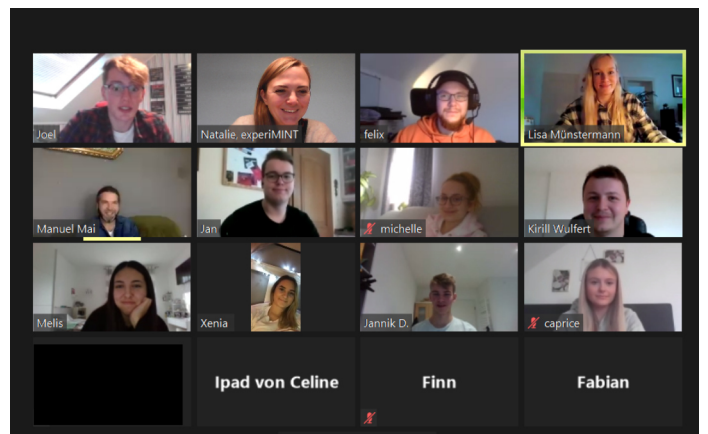 Joel
Natalie, experiMINT
felix
Lisa Münstermann
Manuel Mai
Jan
michelle
Kirill Wulfert
Melis
Xenia
Jannik D.
caprice
Ipad von Celine
Finn
Fabian